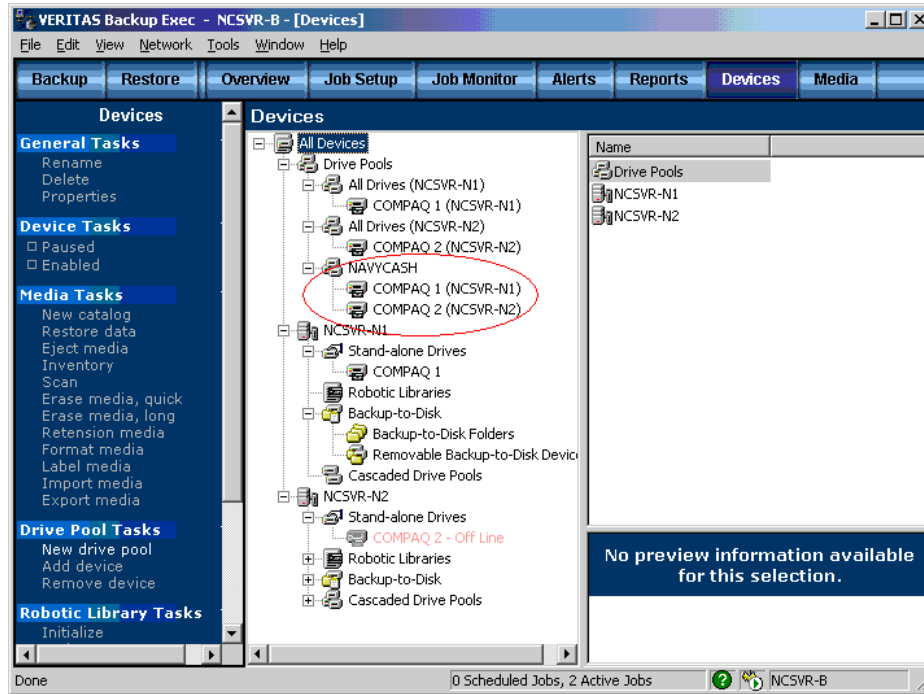 VERITAS Backup Exec - NCSVR-B - [Devices]
File Edit View Network Tools Window Help
Backup Restore Overview Job Setup Job Monitor Alerts Reports Devices Media
Devices
General Tasks
Rename
Delete
Properties
Device Tasks
Paused
Enabled
Media Tasks
New catalog
Restore data
Eject media
Inventory
Scan
Erase media, quick
Erase media, long
Retension media
Format media
Label media
Import media
Export media
Drive Pool Tasks
New drive pool
Add device
Remove device
Robotic Library Tasks
Initialize
Devices
All Devices
Drive Pools
All Drives (NCSVR-N1)
COMPAQ 1 (NCSVR-N1)
All Drives (NCSVR-N2)
COMPAQ 2 (NCSVR-N2)
NAVYCASH
COMPAQ 1 (NCSVR-N1)
COMPAQ 2 (NCSVR-N2)
NCSVR-N1
Stand-alone Drives
COMPAQ 1
Robotic Libraries
Backup-to-Disk
Backup-to-Disk Folders
Removable Backup-to-Disk Devic
Cascaded Drive Pools
NCSVR-N2
Stand-alone Drives
COMPAQ 2 - Off Line
Robotic Libraries
Backup-to-Disk
Cascaded Drive Pools
Name
Drive Pools
NCSVR-N1
NCSVR-N2
No preview information available
for this selection.
Done
0 Scheduled Jobs, 2 Active Jobs
NCSVR-B